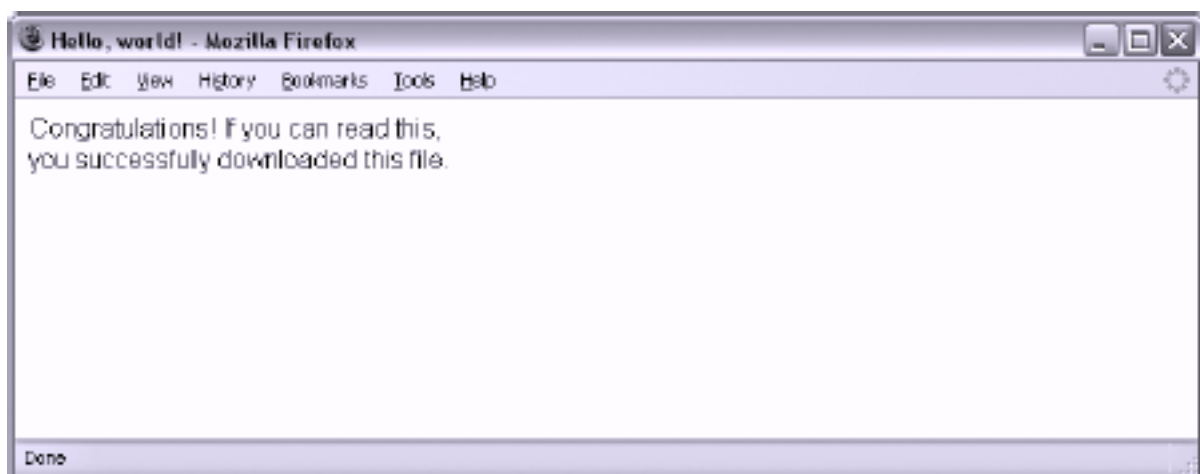 Hello, world! - Mozilla Firefox
File Edit View History Bookmarks Tools Help
Congratulations! If you can read this,
you successfully downloaded this file.
Done